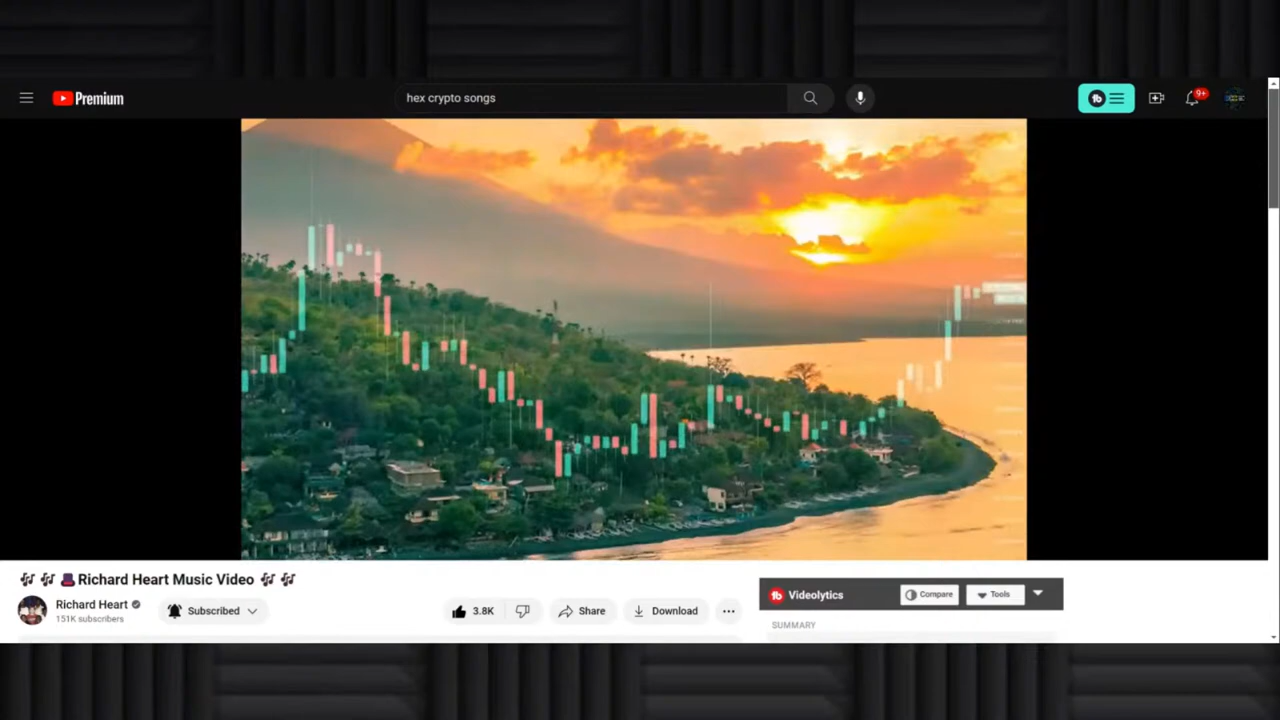 Premium
hex crypto songs
9+
Richard Heart Music Video
Richard Heart
151K subscribers
Subscribed
3.8K
Share
Download
Videolytics
Compare
Tools
SUMMARY